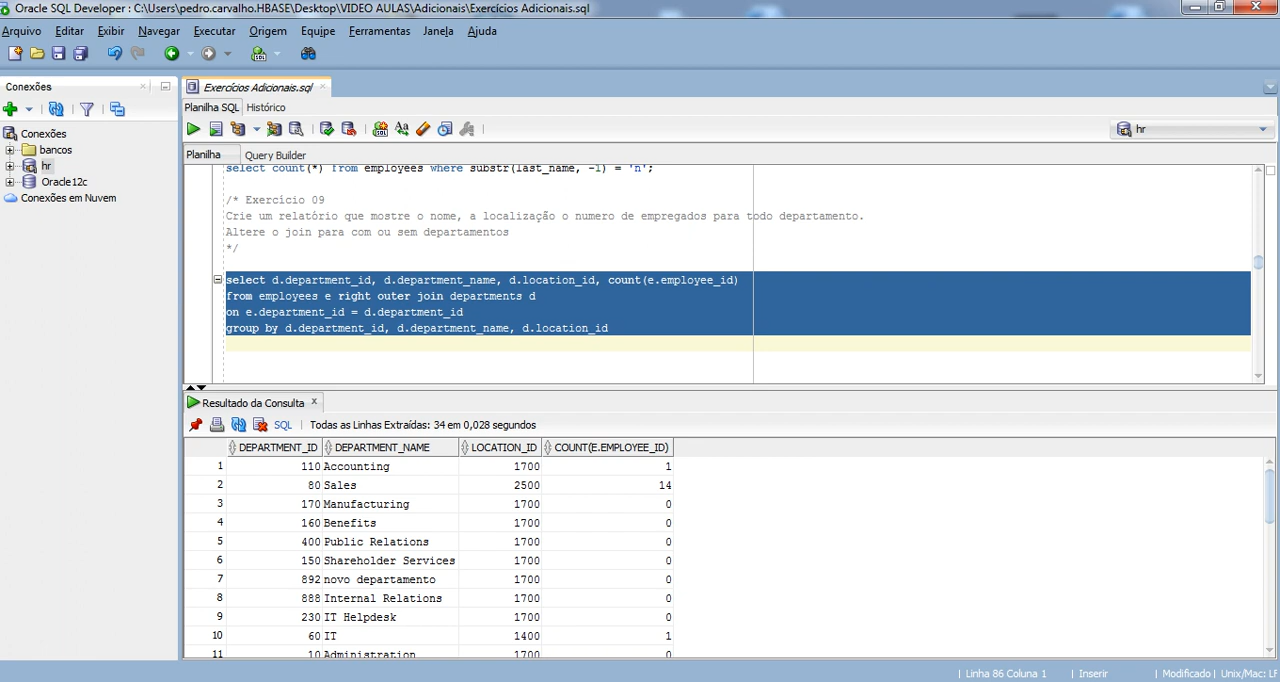 Oracle SQL Developer : C:\Users\pedro.carvalho.HBASE\Desktop\VIDEO AULAS\Adicionais\Exercícios Adicionais.sql
Arquivo Editar Exibir Navegar Executar Origem Equipe Ferramentas Janela Ajuda
Conexões
Exercícios Adicionais.sql
Planilha SQL Histórico
Conexões
bancos
hr
Oracle12c
Conexões em Nuvem
hr
Planilha Query Builder
select count(*) from employees where substr(last_name, -1) = 'n';
/* Exercício 09
Crie um relatório que mostre o nome, a localização o numero de empregados para todo departamento.
Altere o join para com ou sem departamentos
*/
select d.department_id, d.department_name, d.location_id, count(e.employee_id)
from employees e right outer join departments d
on e.department_id = d.department_id
group by d.department_id, d.department_name, d.location_id
Resultado da Consulta
SQL | Todas as Linhas Extraídas: 34 em 0,028 segundos
DEPARTMENT_ID DEPARTMENT_NAME LOCATION_ID COUNT(E.EMPLOYEE_ID)
1 110 Accounting 1700 1
2 80 Sales 2500 14
3 170 Manufacturing 1700 0
4 160 Benefits 1700 0
5 400 Public Relations 1700 0
6 150 Shareholder Services 1700 0
7 892 novo departamento 1700 0
8 888 Internal Relations 1700 0
9 230 IT Helpdesk 1700 0
10 60 IT 1400 1
11 10 Administration 1700 0
Linha 86 Coluna 1 | Inserir | Modificado | Unix/Mac: LF